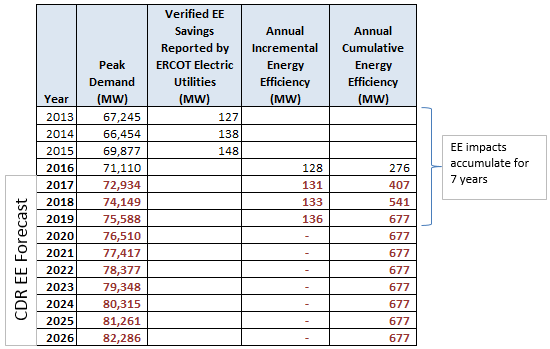 Year
Peak
Demand
(MW)
Verified EE
Savings
Reported by
ERCOT Electric
Utilities
(MW)
Annual
Incremental
Energy
Efficiency
(MW)
Annual
Cumulative
Energy
Efficiency
(MW)
2013 67,245 127
2014 66,454 138
2015 69,877 148
2016 71,110 128 276
2017 72,934 131 407
2018 74,149 133 541
2019 75,588 136 677
2020 76,510 - 677
2021 77,417 - 677
2022 78,377 - 677
2023 79,348 - 677
2024 80,315 - 677
2025 81,261 - 677
2026 82,286 - 677
CDR EE Forecast
EE impacts
accumulate for
7 years